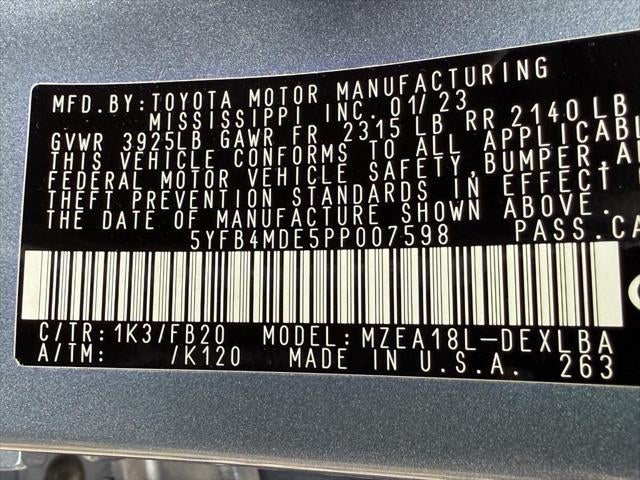 MFD.BY:TOYOTA MOTOR MANUFACTURING
MISSISSIPPI INC. 01/23
GVWR 3925LB GAWR FR 2315 LB RR 2140LB
THIS VEHICLE CONFORMS TO ALL APPLICABL
FEDERAL MOTOR VEHICLE SAFETY, BUMPER, A
THEFT PREVENTION STANDARDS IN EFFECT
THE DATE OF MANUFACTURE SHOWN ABOVE.
5YFB4MDE5PP007598 PASS.CA
C/TR: 1K3/FB20 MODEL: MZEA18L-DEXLBA
A/TM: /K120 MADE IN U.S.A. 263